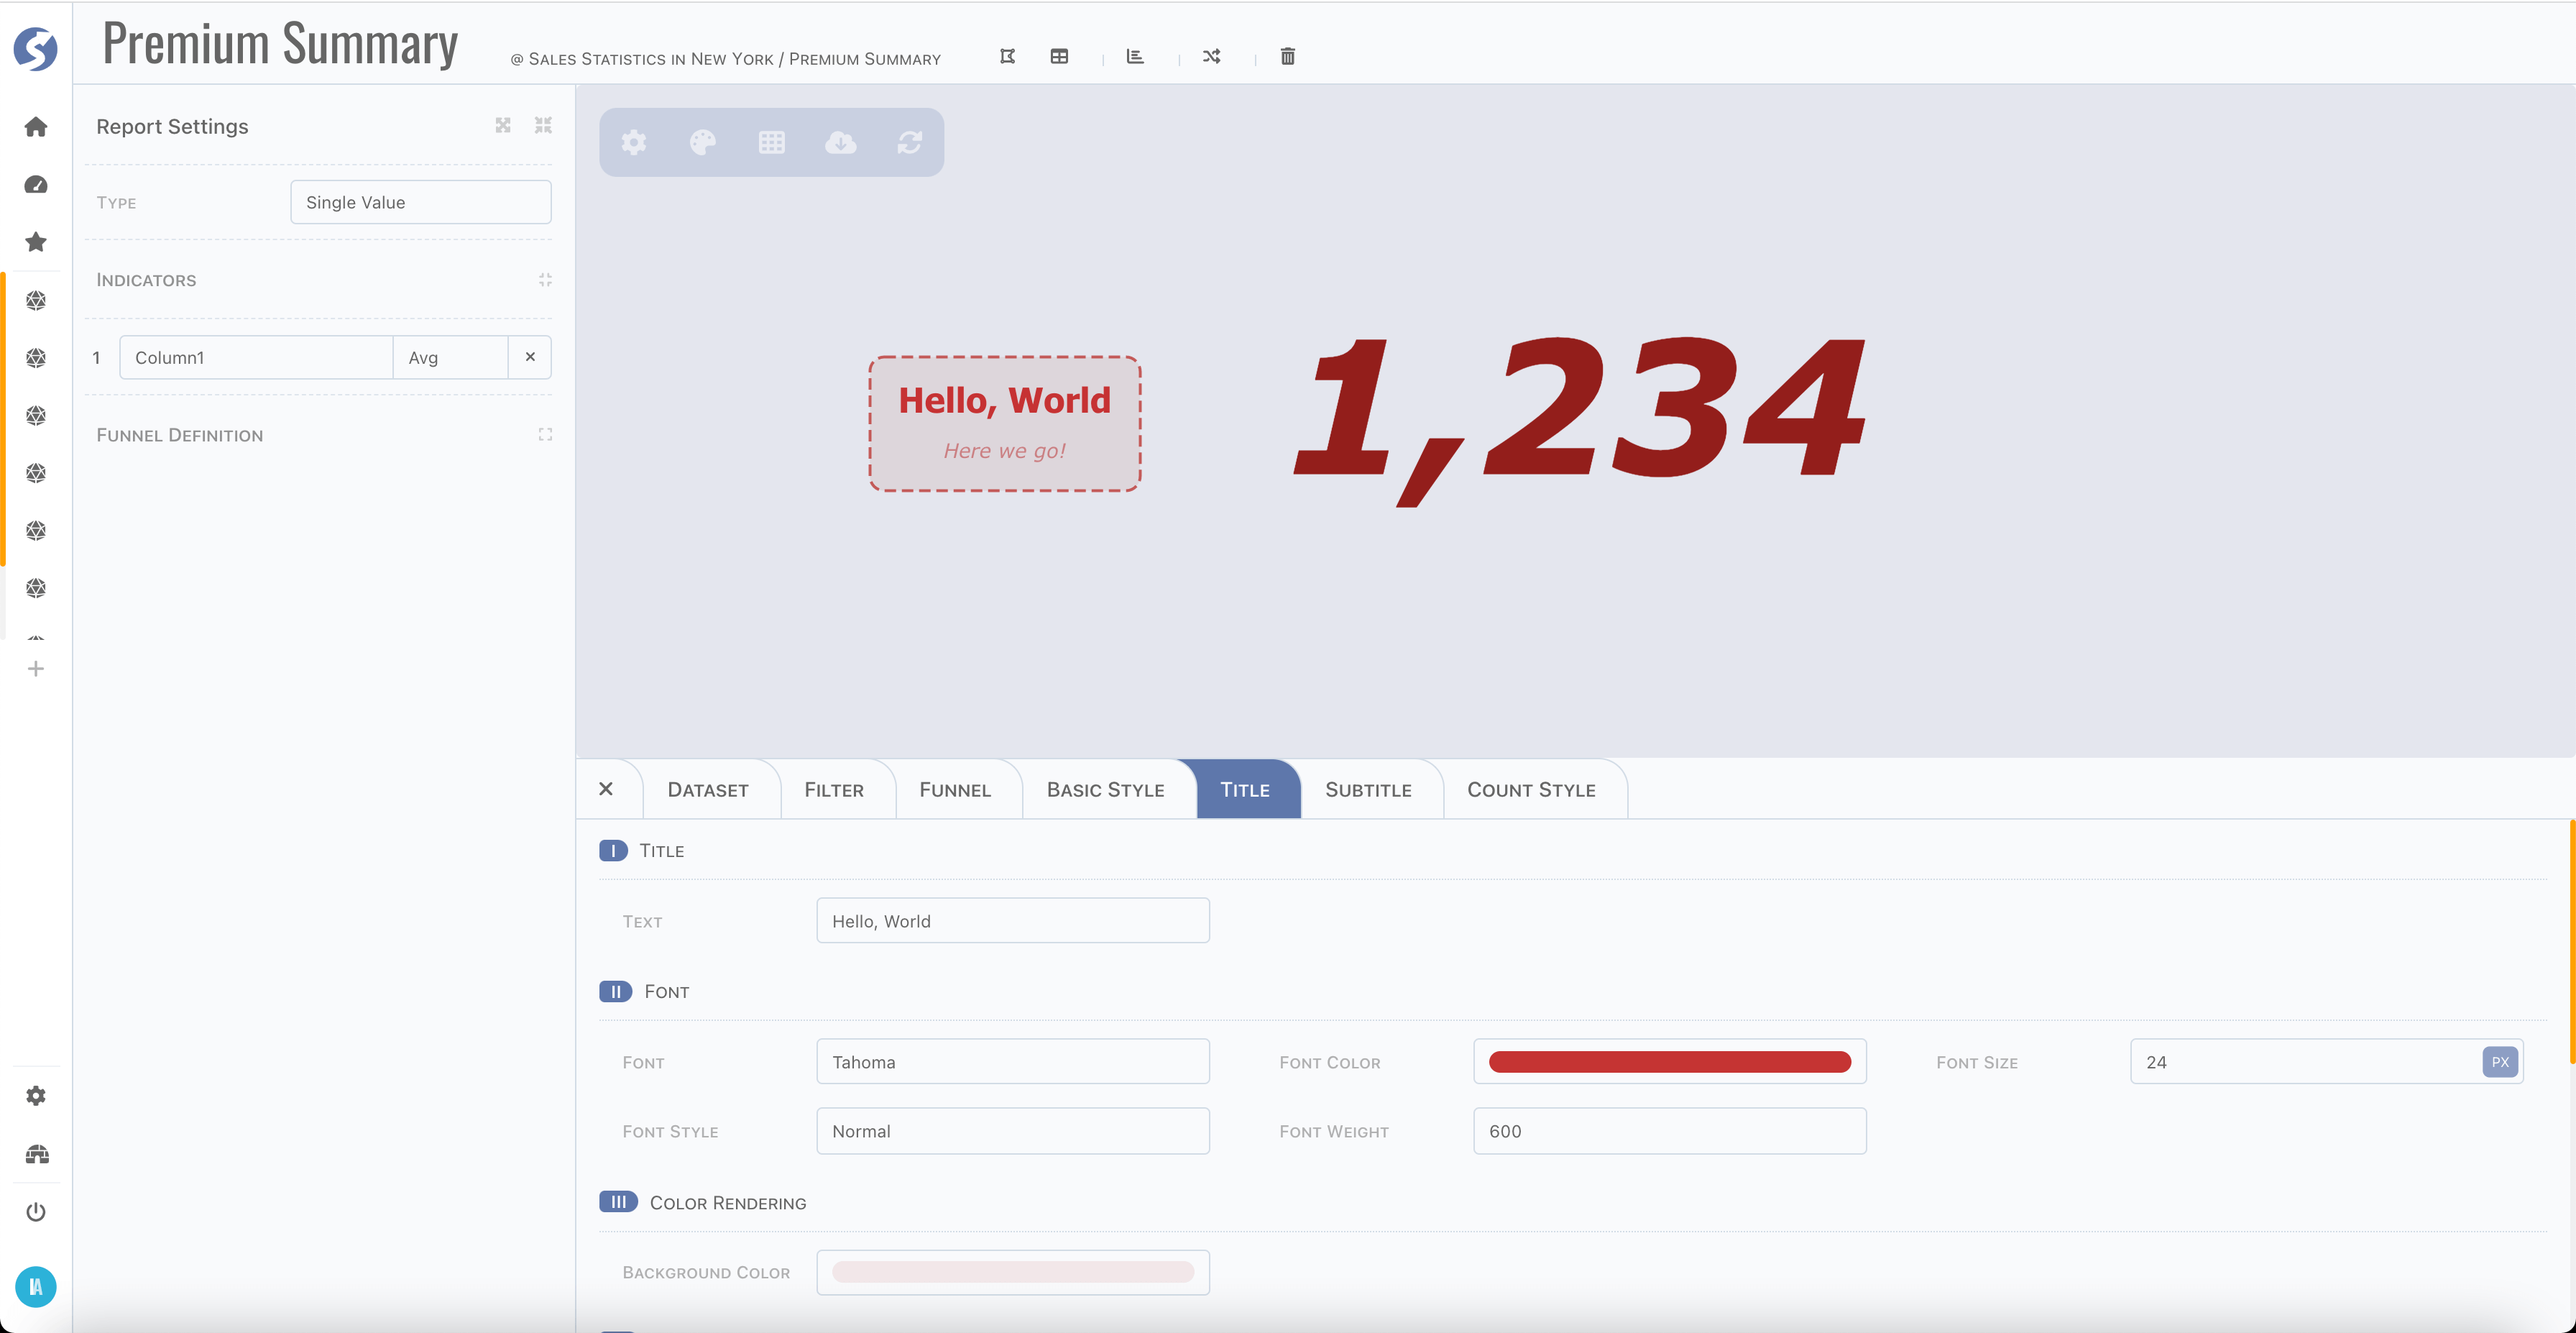 Premium Summary
@ Sales Statistics in New York / Premium Summary
Report Settings
Type
Single Value
Indicators
1
Column1
Avg
Funnel Definition
Hello, World
Here we go!
1,234
Dataset
Filter
Funnel
Basic Style
Title
Subtitle
Count Style
I
Title
Text
Hello, World
II
Font
Font
Tahoma
Font Color
Font Size
24
PX
Font Style
Normal
Font Weight
600
III
Color Rendering
Background Color
IA